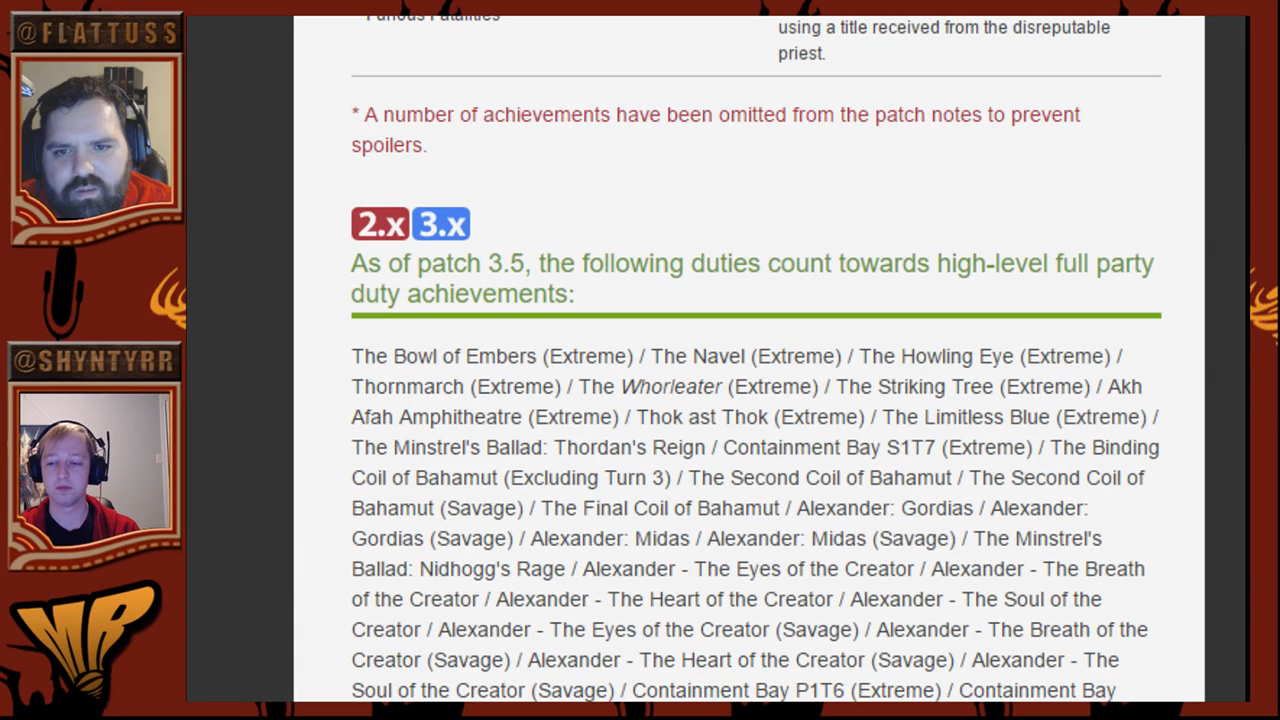 @FLATTUSS
Furious Fatalities
using a title received from the disreputable
priest.
* A number of achievements have been omitted from the patch notes to prevent
spoilers.
2.x 3.x
As of patch 3.5, the following duties count towards high-level full party
duty achievements:
@SHYNTYRR
The Bowl of Embers (Extreme) / The Navel (Extreme) / The Howling Eye (Extreme) /
Thornmarch (Extreme) / The Whorleater (Extreme) / The Striking Tree (Extreme) / Akh
Afah Amphitheatre (Extreme) / Thok ast Thok (Extreme) / The Limitless Blue (Extreme) /
The Minstrel's Ballad: Thordan's Reign / Containment Bay S1T7 (Extreme) / The Binding
Coil of Bahamut (Excluding Turn 3) / The Second Coil of Bahamut / The Second Coil of
Bahamut (Savage) / The Final Coil of Bahamut / Alexander: Gordias / Alexander:
Gordias (Savage) / Alexander: Midas / Alexander: Midas (Savage) / The Minstrel's
Ballad: Nidhogg's Rage / Alexander - The Eyes of the Creator / Alexander - The Breath
of the Creator / Alexander - The Heart of the Creator / Alexander - The Soul of the
Creator / Alexander - The Eyes of the Creator (Savage) / Alexander - The Breath of the
Creator (Savage) / Alexander - The Heart of the Creator (Savage) / Alexander - The
Soul of the Creator (Savage) / Containment Bay P1T6 (Extreme) / Containment Bay
MR